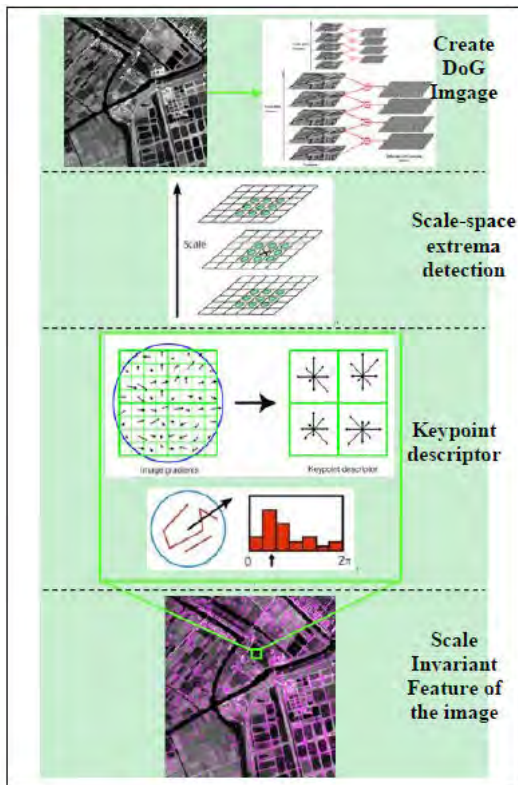 Create
DoG
Imgage
Scale-space
extrema
detection
Scale
Keypoint
descriptor
Image gradients
Keypoint descriptor
0
2π
Scale
Invariant
Feature of
the image